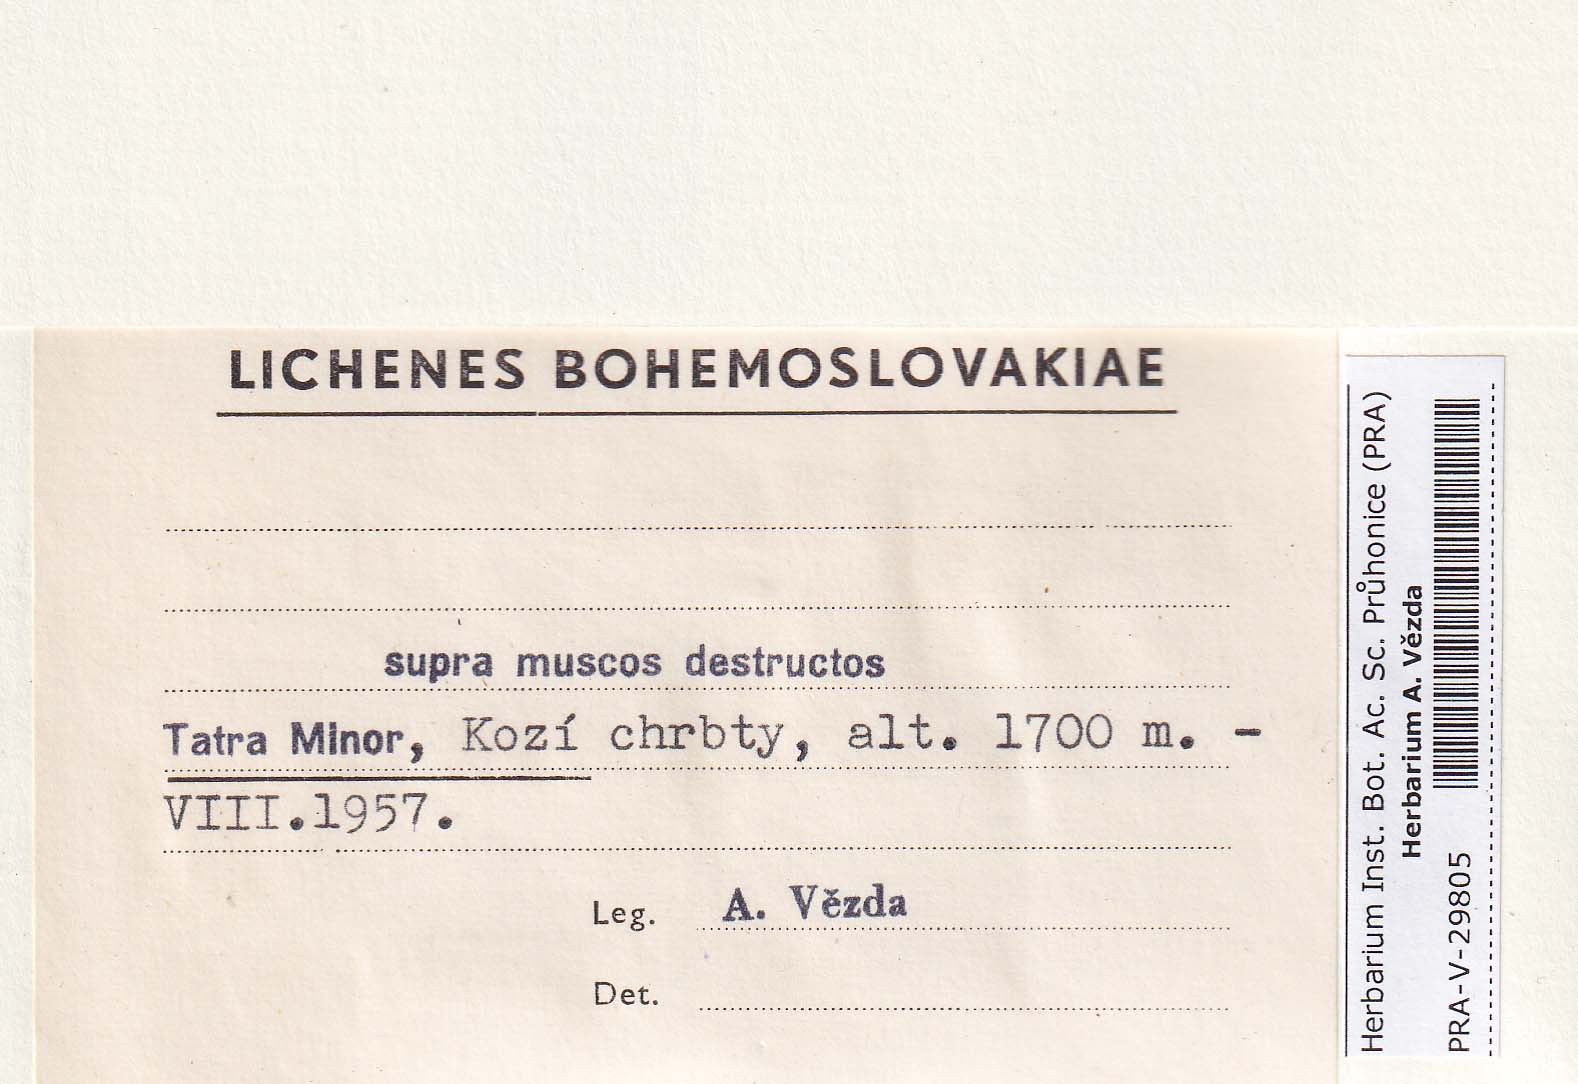 LICHENES BOHEMOSLOVAKIAE
supra muscos destructos
Tatra Minor, Kozí chrbty, alt. 1700 m. -
VIII.1957.
Leg. A. Vězda
Det.
Herbarium Inst. Bot. Ac. Sc. Průhonice (PRA)
Herbarium A. Vězda
PRA-V-29805